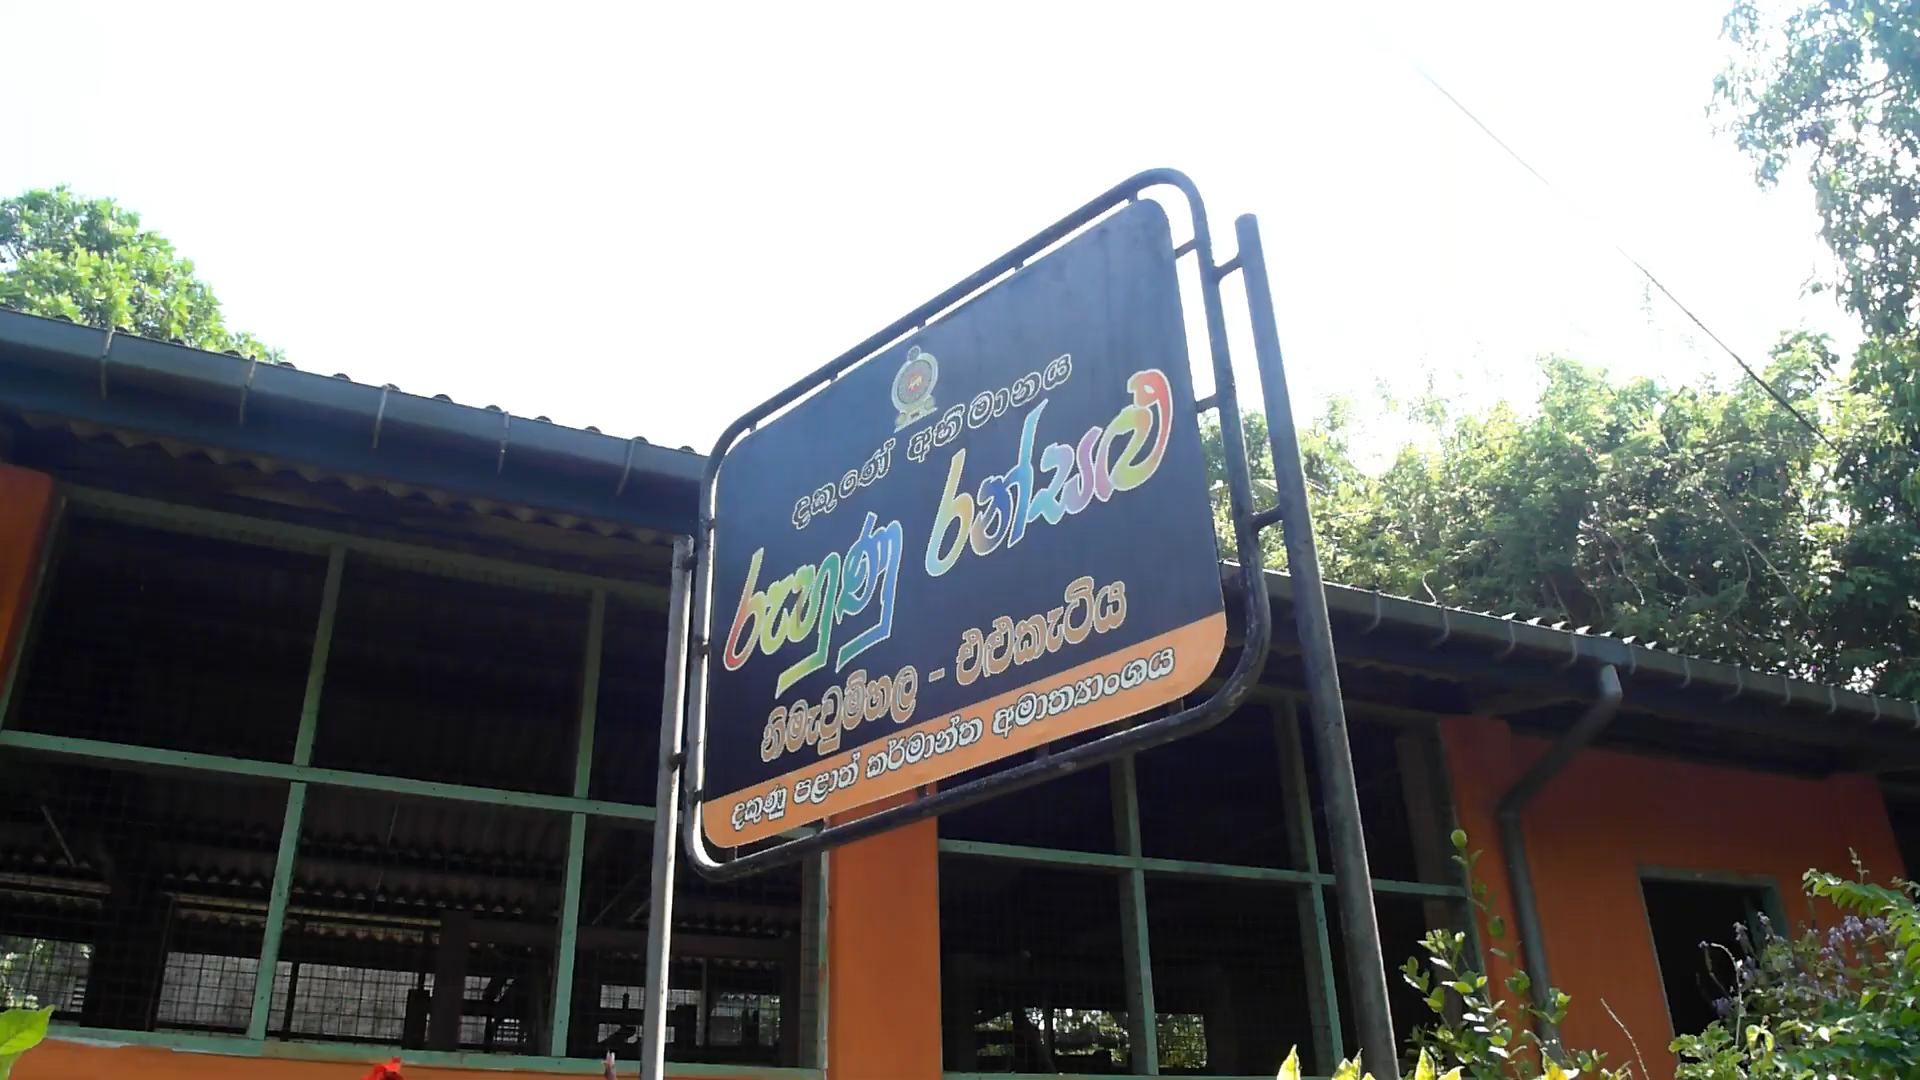 දකුණේ අභිමානය
රුහුණු රන්සළු
නිමැවුම්හල - එළුකැටිය
දකුණු පළාත් කර්මාන්ත අමාත්‍යාංශය